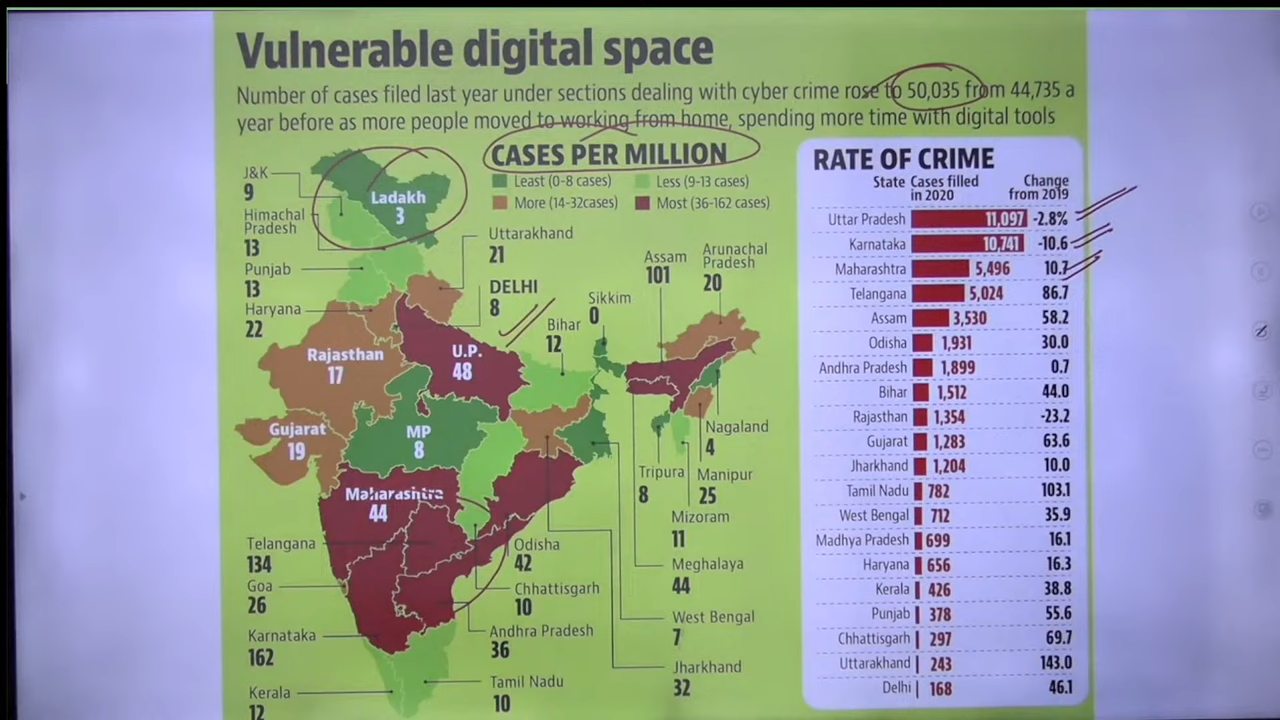 Vulnerable digital space
Number of cases filed last year under sections dealing with cyber crime rose to 50,035 from 44,735 a
year before as more people moved to working from home, spending more time with digital tools
CASES PER MILLION
Least (0-8 cases)
Less (9-13 cases)
More (14-32cases)
Most (36-162 cases)
J&K
9
Ladakh
3
Himachal
Pradesh
13
Punjab
13
Haryana
22
Uttarakhand
21
DELHI
8
Rajasthan
17
U.P.
48
Bihar
12
Sikkim
0
Assam
101
Arunachal
Pradesh
20
Gujarat
19
MP
8
Nagaland
4
Tripura
8
Manipur
25
Mizoram
11
Maharashtra
44
Telangana
134
Goa
26
Karnataka
162
Kerala
12
Odisha
42
Chhattisgarh
10
Andhra Pradesh
36
Tamil Nadu
10
Meghalaya
44
West Bengal
7
Jharkhand
32
RATE OF CRIME
State Cases filled in 2020 Change from 2019
Uttar Pradesh 11,097 -2.8%
Karnataka 10,741 -10.6
Maharashtra 5,496 10.7
Telangana 5,024 86.7
Assam 3,530 58.2
Odisha 1,931 30.0
Andhra Pradesh 1,899 0.7
Bihar 1,512 44.0
Rajasthan 1,354 -23.2
Gujarat 1,283 63.6
Jharkhand 1,204 10.0
Tamil Nadu 782 103.1
West Bengal 712 35.9
Madhya Pradesh 699 16.1
Haryana 656 16.3
Kerala 426 38.8
Punjab 378 55.6
Chhattisgarh 297 69.7
Uttarakhand 243 143.0
Delhi 168 46.1